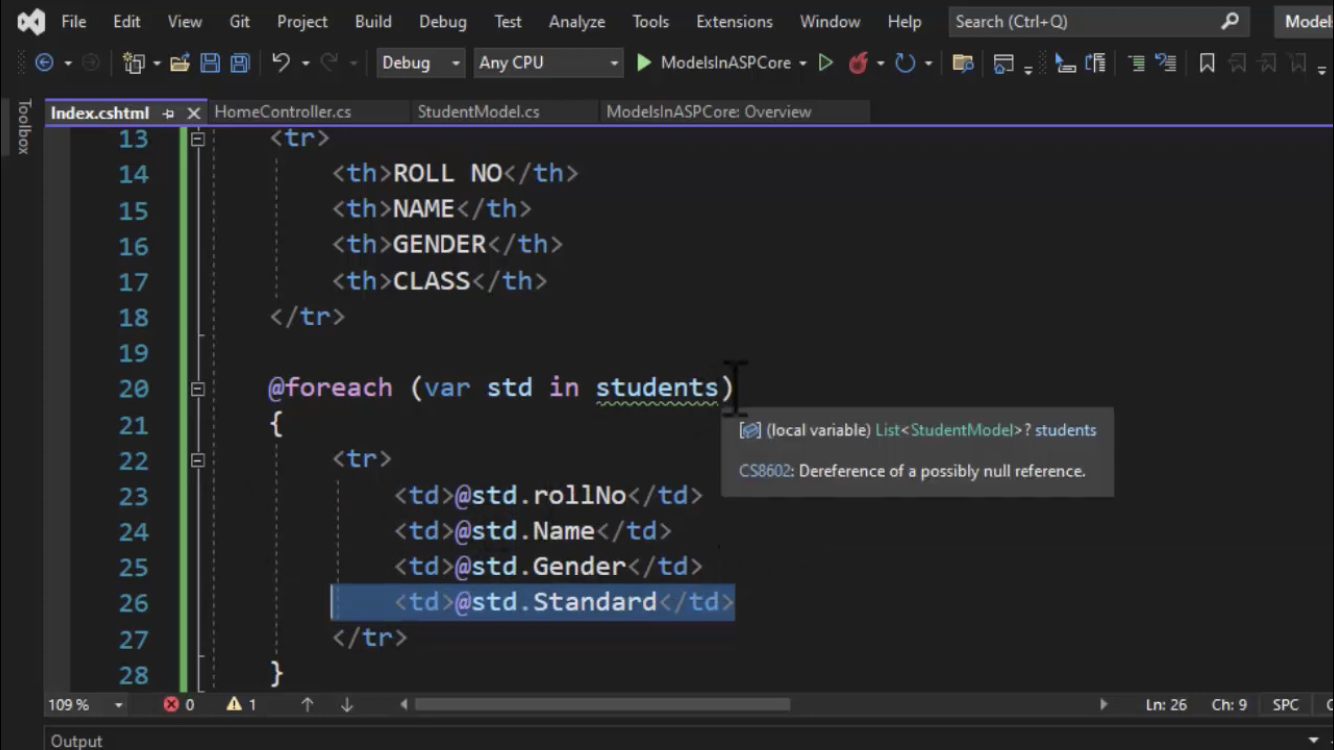 File Edit View Git Project Build Debug Test Analyze Tools Extensions Window Help Search (Ctrl+Q) Model
Debug Any CPU ModelsInASPCore
Toolbox
Index.cshtml HomeController.cs StudentModel.cs ModelsInASPCore: Overview
13 <tr>
14 <th>ROLL NO</th>
15 <th>NAME</th>
16 <th>GENDER</th>
17 <th>CLASS</th>
18 </tr>
19
20 @foreach (var std in students)
21 {
[ ] (local variable) List<StudentModel>? students
22 <tr>
CS8602: Dereference of a possibly null reference.
23 <td>@std.rollNo</td>
24 <td>@std.Name</td>
25 <td>@std.Gender</td>
26 <td>@std.Standard</td>
27 </tr>
28 }
109 % 0 1 Ln: 26 Ch: 9 SPC
Output